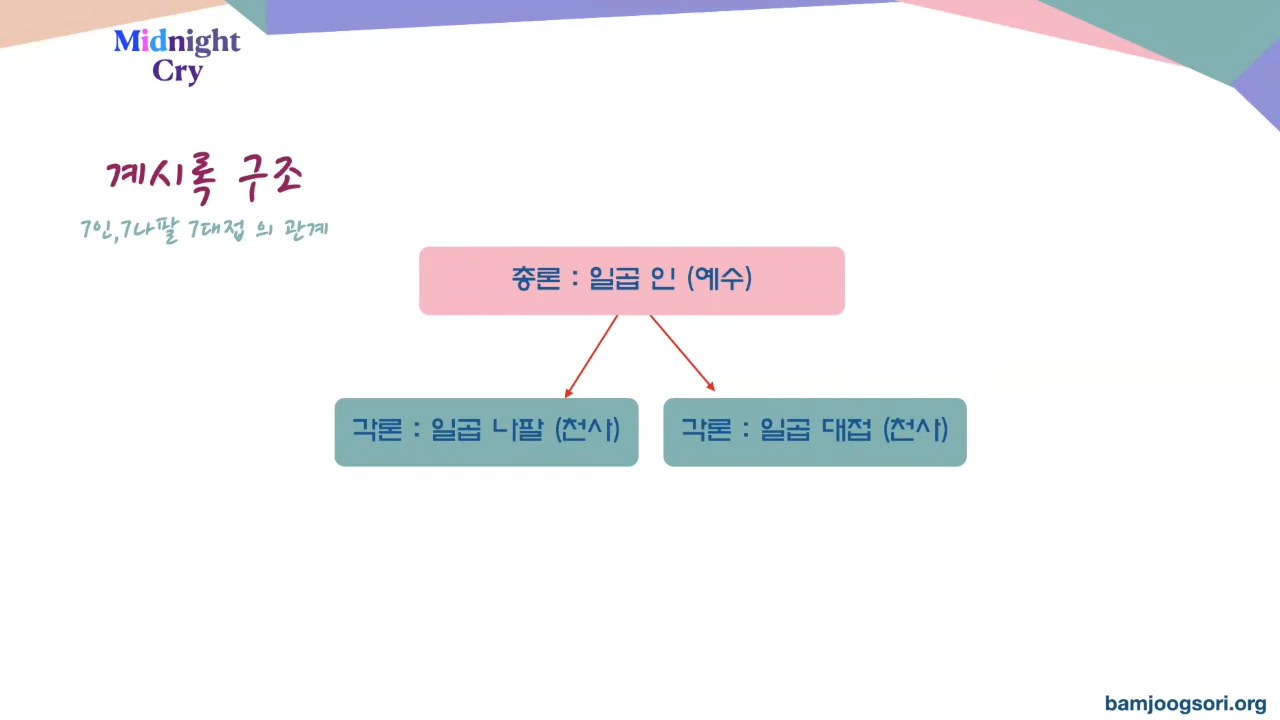 Midnight
Cry
계시록 구조
7인,7나팔 7대접 의 관계
총론 : 일곱 인 (예수)
각론 : 일곱 나팔 (천사)
각론 : 일곱 대접 (천사)
bamjoogsori.org